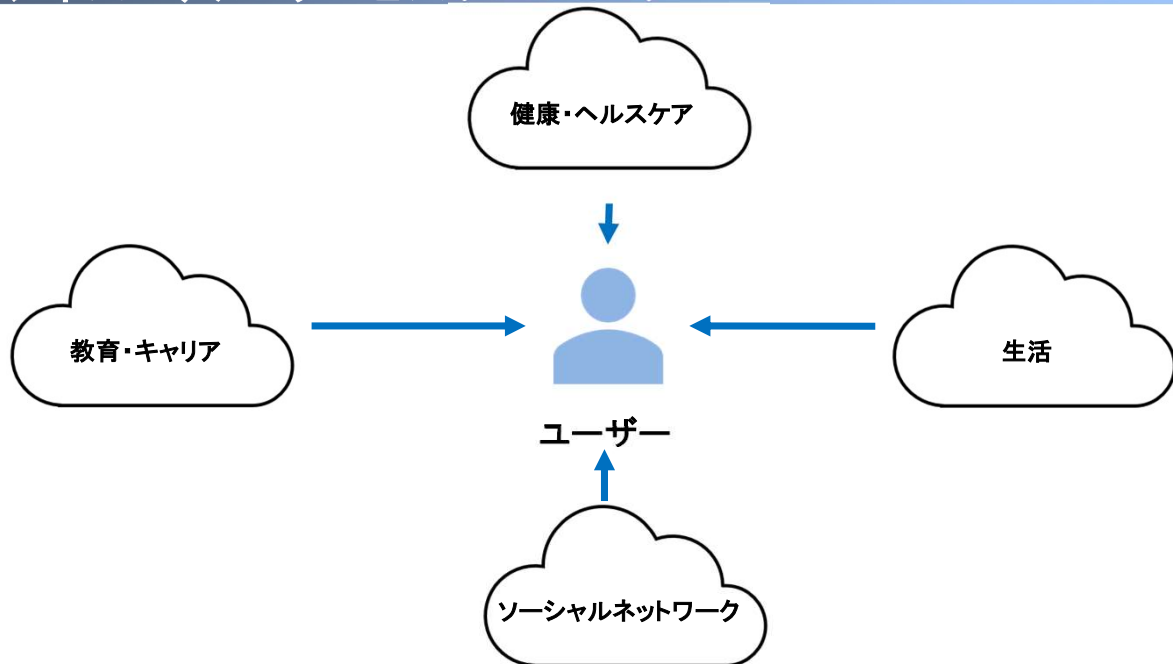 健康・ヘルスケア
教育・キャリア
生活
ユーザー
ソーシャルネットワーク